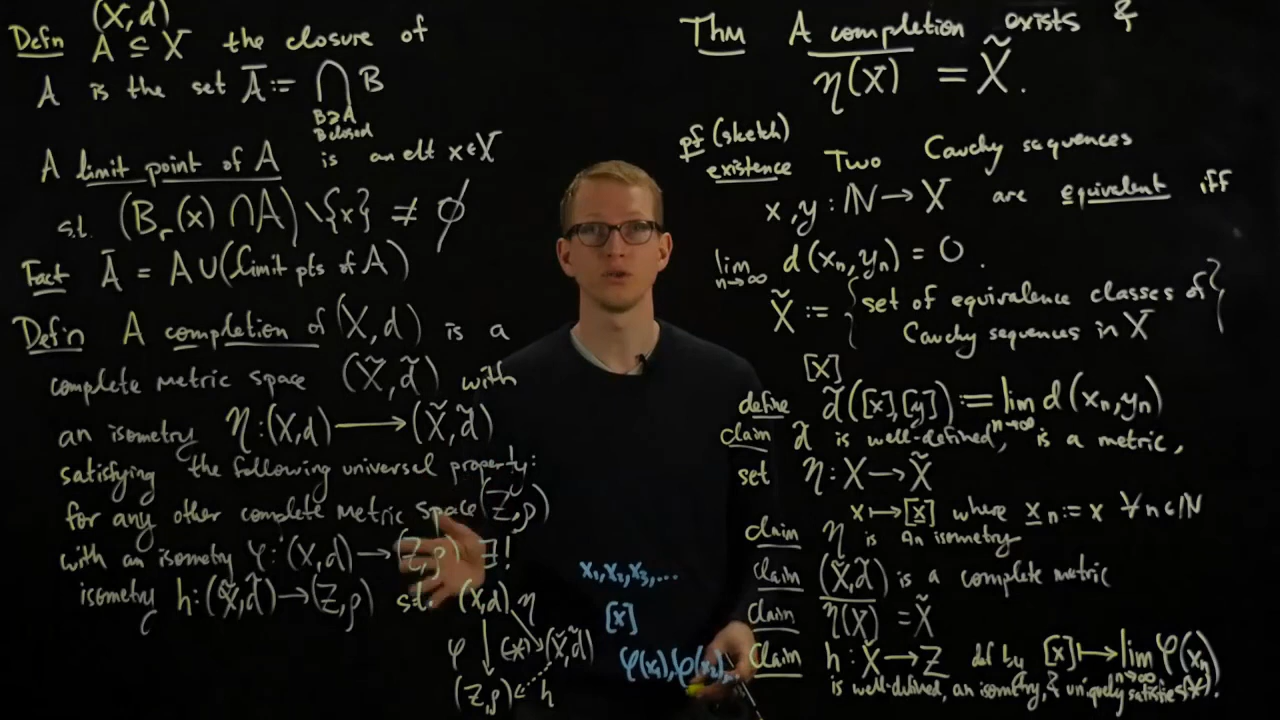 Defn (X,d)
A ⊆ X the closure of
A is the set Ā := ⋂ B
B⊇A
B closed
A limit point of A is an elt x∈X
s.t. (B_r(x) ∩ A) \ {x} ≠ ∅
Fact Ā = A ∪ (limit pts of A)
Def'n A completion of (X,d) is a
complete metric space (X̃,d̃) with
an isometry η:(X,d)⟶(X̃,d̃)
satisfying the following universal property:
for any other complete metric space (Z,ρ)
with an isometry φ:(X,d)→(Z,ρ) ∃!
isometry h:(X̃,d̃)→(Z,ρ) s.t. (X,d) η
φ (*) (X̃,d̃)
(Z,ρ) h
x₁,x₂,x₃,...
[x]
φ(x₁),φ(x₂),..
Thm A completion exists &
η(X) = X̃.
pf (sketch)
existence Two Cauchy sequences
x,y : ℕ→X are equivalent iff
lim d(xₙ,yₙ) = 0.
n→∞
X̃ := { set of equivalence classes of
Cauchy sequences in X }
[x]
define d̃([x],[y]) := lim d(xₙ,yₙ)
n→∞
claim d̃ is well-defined, is a metric,
set η: X→X̃
x↦[x] where xₙ := x ∀n∈ℕ
Claim η is an isometry
Claim (X̃,d̃) is a complete metric
Claim η(X) = X̃
Claim h: X̃→Z def by [x]↦lim φ(xₙ)
n→∞
is well-defined, an isometry, & uniquely satisfies (*).